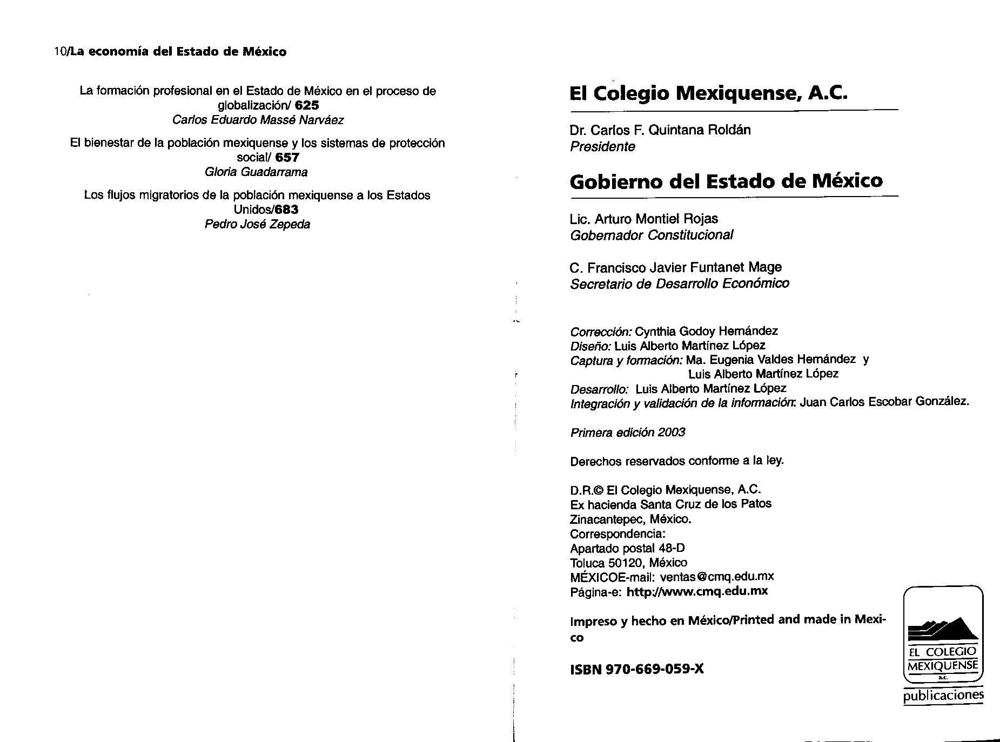 10/La economía del Estado de México
La formación profesional en el Estado de México en el proceso de
globalización/ 625
Carlos Eduardo Massé Narváez
El bienestar de la población mexiquense y los sistemas de protección
social/ 657
Gloria Guadarrama
Los flujos migratorios de la población mexiquense a los Estados
Unidos/683
Pedro José Zepeda
El Colegio Mexiquense, A.C.
Dr. Carlos F. Quintana Roldán
Presidente
Gobierno del Estado de México
Lic. Arturo Montiel Rojas
Gobernador Constitucional
C. Francisco Javier Funtanet Mage
Secretario de Desarrollo Económico
Corrección: Cynthia Godoy Hernández
Diseño: Luis Alberto Martínez López
Captura y formación: Ma. Eugenia Valdes Hernández y
Luis Alberto Martínez López
Desarrollo: Luis Alberto Martínez López
Integración y validación de la información: Juan Carlos Escobar González.
Primera edición 2003
Derechos reservados conforme a la ley.
D.R.© El Colegio Mexiquense, A.C.
Ex hacienda Santa Cruz de los Patos
Zinacantepec, México.
Correspondencia:
Apartado postal 48-D
Toluca 50120, México
MÉXICOE-mail: ventas@cmq.edu.mx
Página-e: http://www.cmq.edu.mx
Impreso y hecho en México/Printed and made in Mexi-
co
ISBN 970-669-059-X
EL COLEGIO
MEXIQUENSE
a.c.
publicaciones